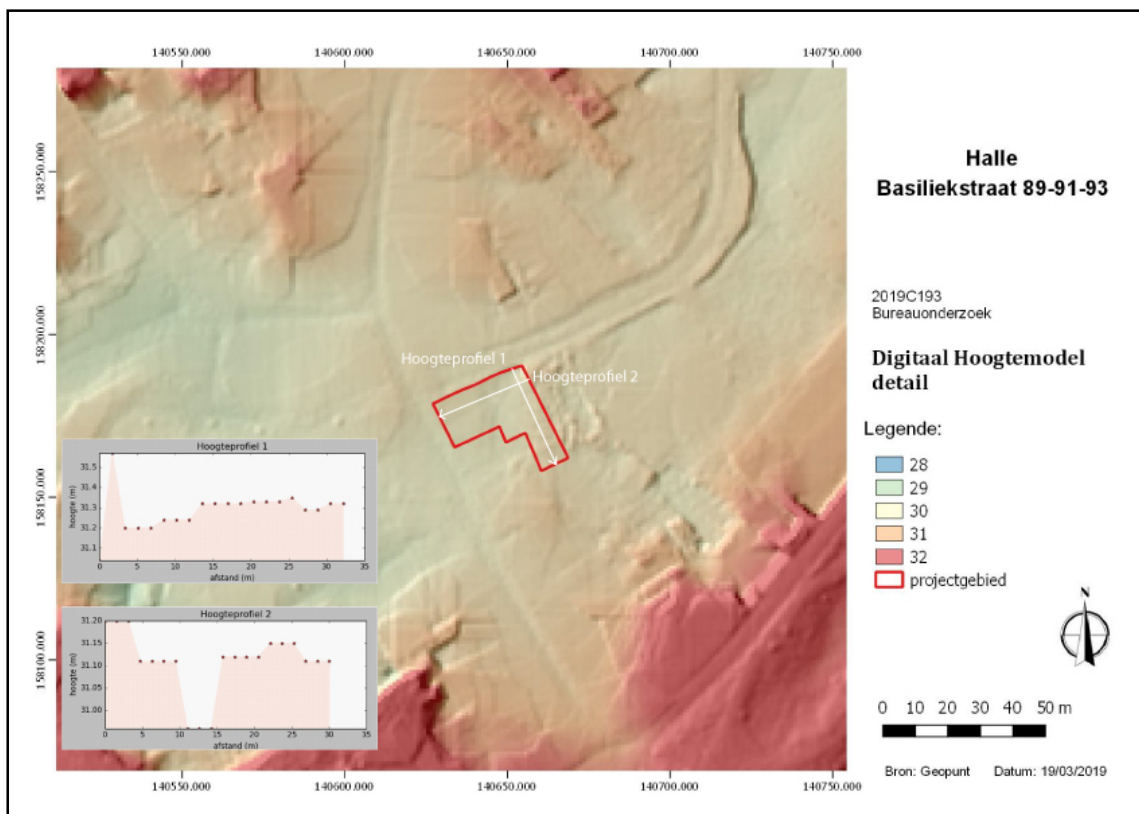 140550.000 140600.000 140650.000 140700.000 140750.000
158250.000
158200.000
158150.000
158100.000
Hoogteprofiel 1
Hoogteprofiel 2
Hoogteprofiel 1
31.5
31.4
31.3
31.2
31.1
hoogte (m)
0 5 10 15 20 25 30 35
afstand (m)
Hoogteprofiel 2
31.20
31.15
31.10
31.05
31.00
hoogte (m)
0 5 10 15 20 25 30 35
afstand (m)
140550.000 140600.000 140650.000 140700.000 140750.000
Halle
Basiliekstraat 89-91-93
2019C193
Bureauonderzoek
Digitaal Hoogtemodel
detail
Legende:
28
29
30
31
32
projectgebied
N
0 10 20 30 40 50 m
Bron: Geopunt Datum: 19/03/2019